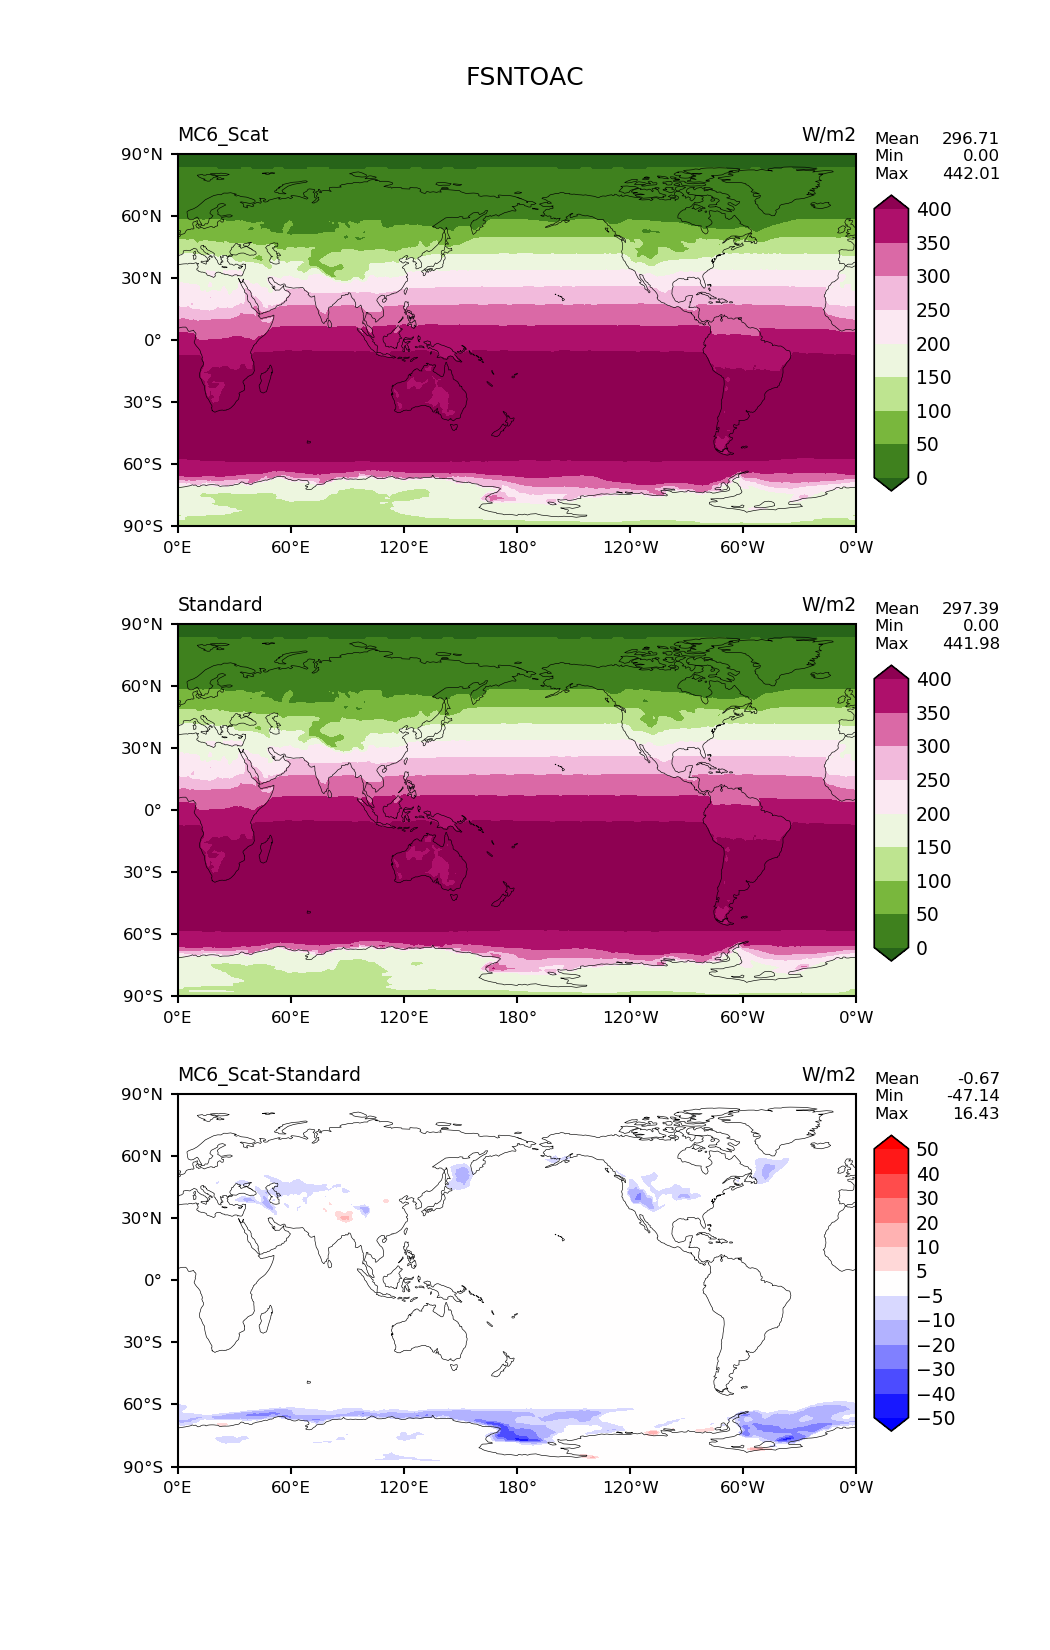 FSNTOAC
MC6_Scat W/m2
Mean 296.71
Min 0.00
Max 442.01
90°N
60°N
30°N
0°
30°S
60°S
90°S
0°E 60°E 120°E 180° 120°W 60°W 0°W
400
350
300
250
200
150
100
50
0
Standard W/m2
Mean 297.39
Min 0.00
Max 441.98
90°N
60°N
30°N
0°
30°S
60°S
90°S
0°E 60°E 120°E 180° 120°W 60°W 0°W
400
350
300
250
200
150
100
50
0
MC6_Scat-Standard W/m2
Mean -0.67
Min -47.14
Max 16.43
90°N
60°N
30°N
0°
30°S
60°S
90°S
0°E 60°E 120°E 180° 120°W 60°W 0°W
50
40
30
20
10
5
−5
−10
−20
−30
−40
−50